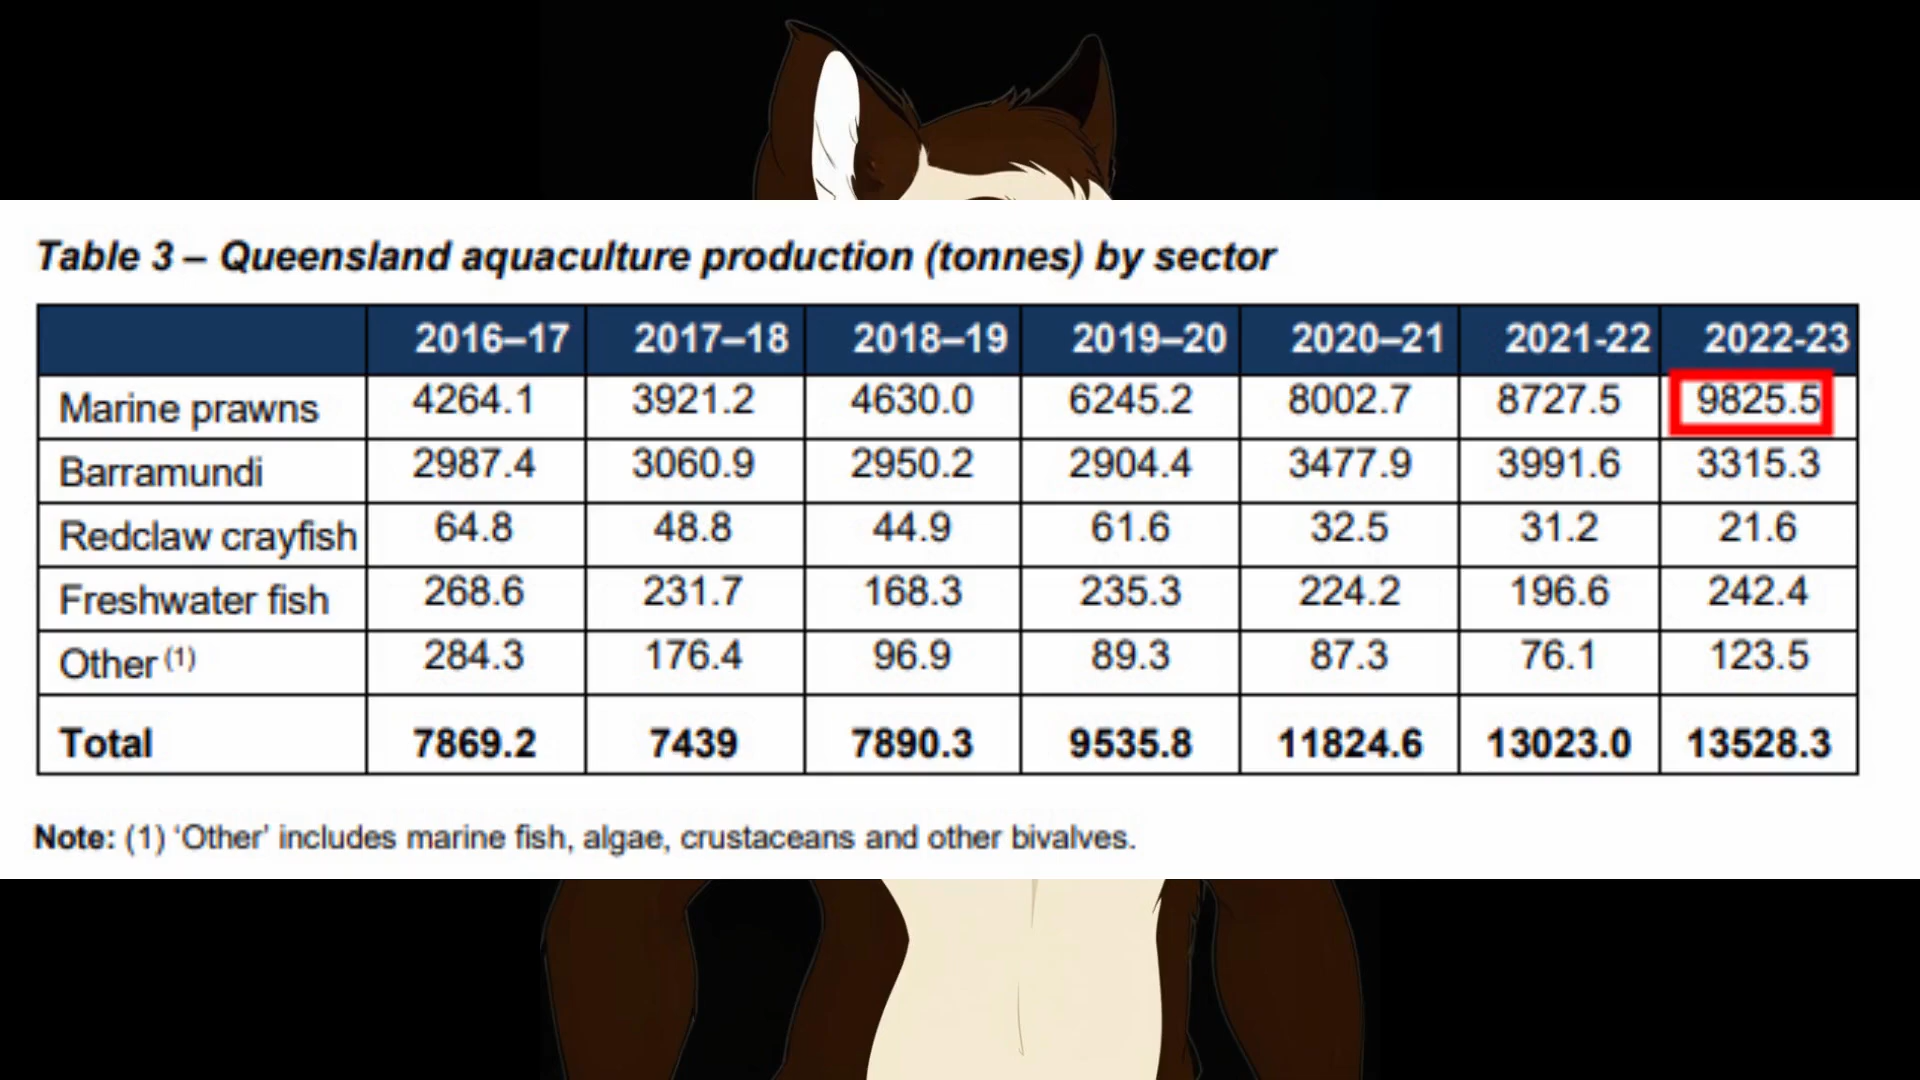 Table 3 – Queensland aquaculture production (tonnes) by sector
2016–17 2017–18 2018–19 2019–20 2020–21 2021-22 2022-23
Marine prawns 4264.1 3921.2 4630.0 6245.2 8002.7 8727.5 9825.5
Barramundi 2987.4 3060.9 2950.2 2904.4 3477.9 3991.6 3315.3
Redclaw crayfish 64.8 48.8 44.9 61.6 32.5 31.2 21.6
Freshwater fish 268.6 231.7 168.3 235.3 224.2 196.6 242.4
Other (1) 284.3 176.4 96.9 89.3 87.3 76.1 123.5
Total 7869.2 7439 7890.3 9535.8 11824.6 13023.0 13528.3
Note: (1) ‘Other’ includes marine fish, algae, crustaceans and other bivalves.